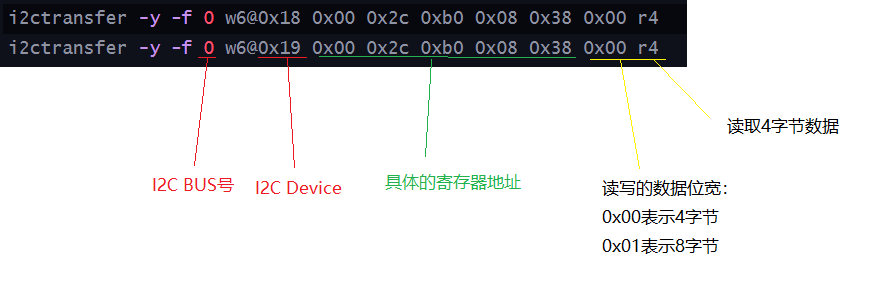 i2ctransfer -y -f 0 w6@0x18 0x00 0x2c 0xb0 0x08 0x38 0x00 r4
i2ctransfer -y -f 0 w6@0x19 0x00 0x2c 0xb0 0x08 0x38 0x00 r4
读取4字节数据
I2C BUS号
I2C Device
具体的寄存器地址
读写的数据位宽：
0x00表示4字节
0x01表示8字节